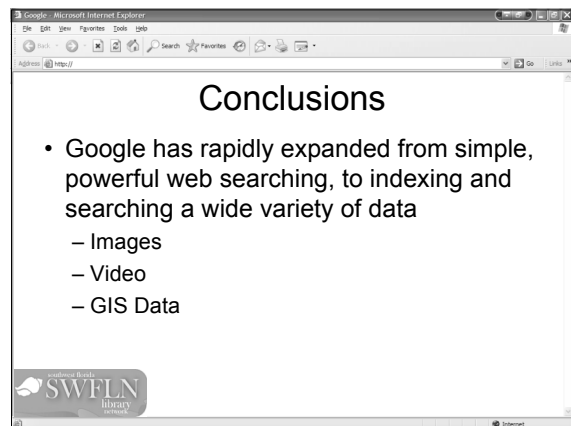 Google - Microsoft Internet Explorer
File Edit View Favorites Tools Help
Back Search Favorites
Address http:// Go Links »
Conclusions
• Google has rapidly expanded from simple,
powerful web searching, to indexing and
searching a wide variety of data
– Images
– Video
– GIS Data
southwest florida
SWFLN
library
network
Internet